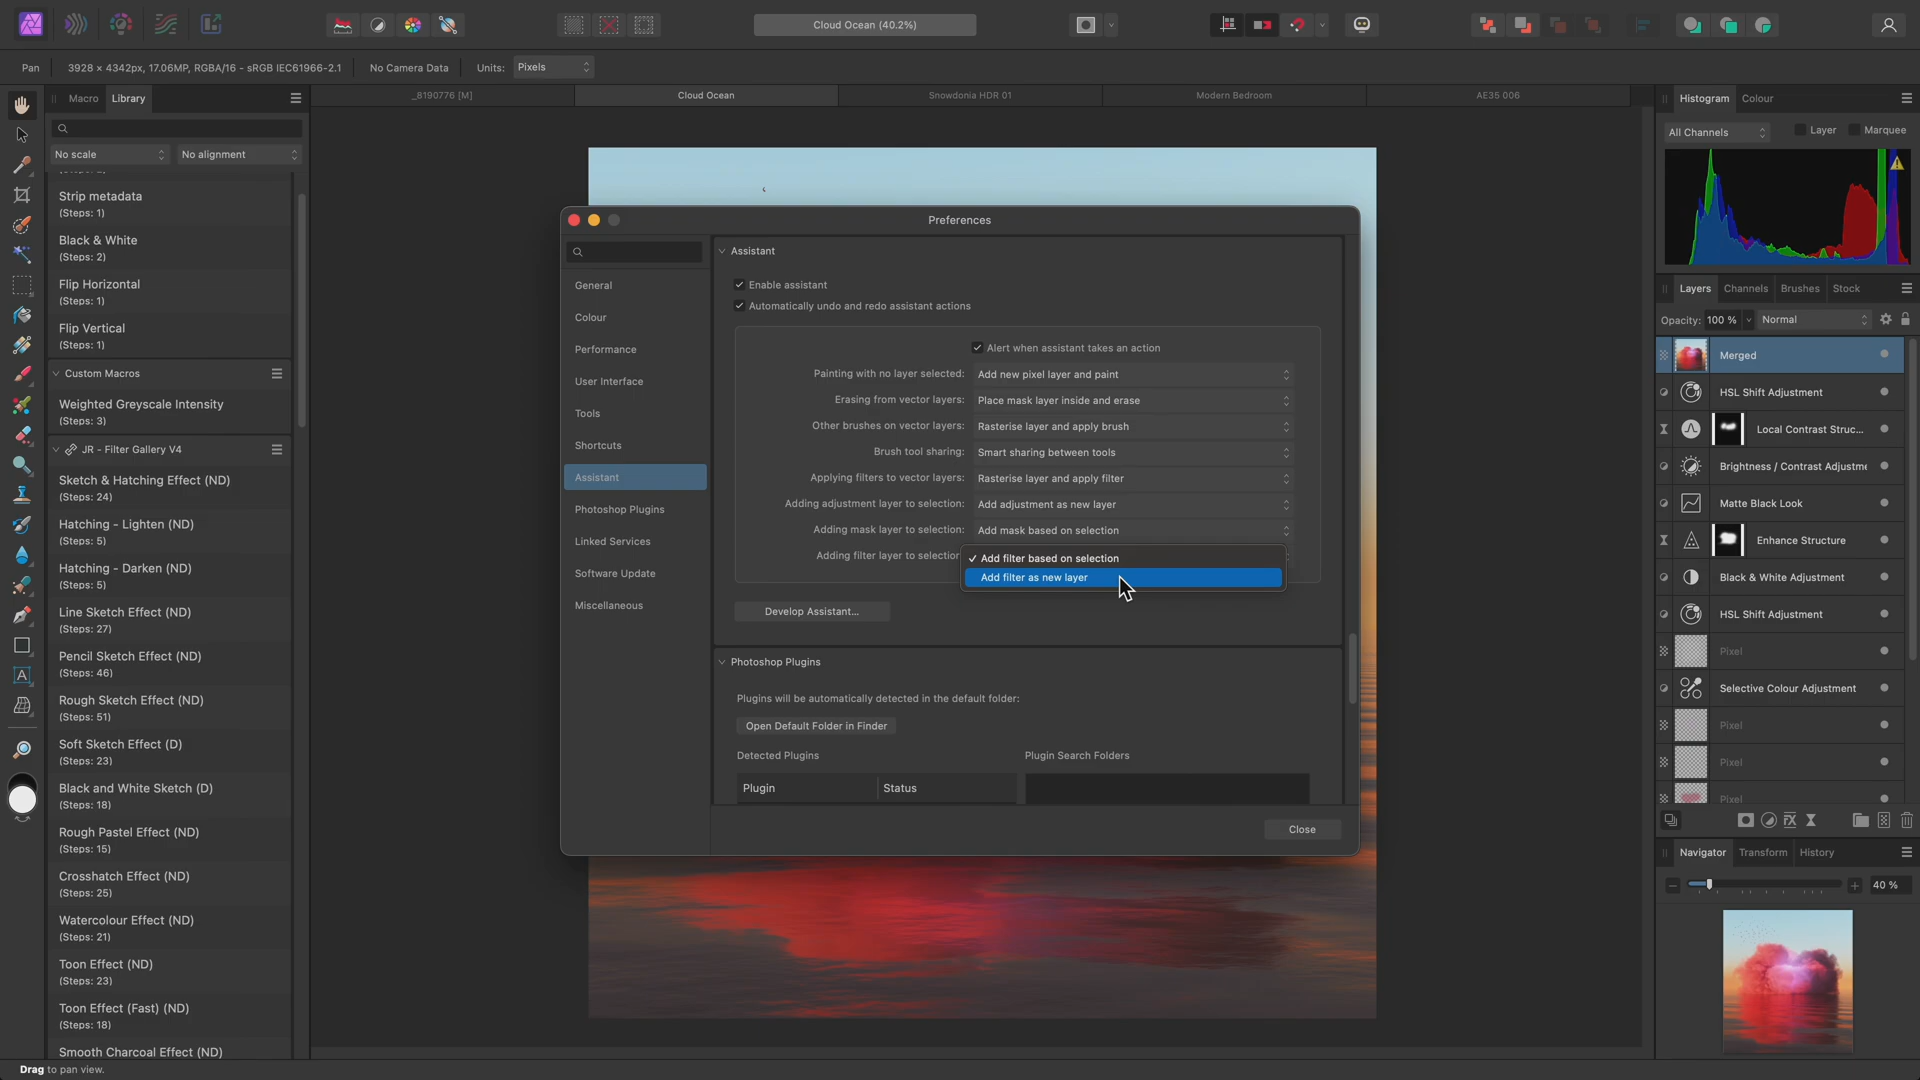 Cloud Ocean (40.2%)
Pan
3928 × 4342px, 17.06MP, RGBA/16 - sRGB IEC61966-2.1
No Camera Data
Units:
Pixels
Macro
Library
_8190776 [M]
Cloud Ocean
Snowdonia HDR 01
Modern Bedroom
AE35 006
No scale
No alignment
Strip metadata
(Steps: 1)
Black & White
(Steps: 2)
Flip Horizontal
(Steps: 1)
Flip Vertical
(Steps: 1)
Custom Macros
Weighted Greyscale Intensity
(Steps: 3)
JR - Filter Gallery V4
Sketch & Hatching Effect (ND)
(Steps: 24)
Hatching - Lighten (ND)
(Steps: 5)
Hatching - Darken (ND)
(Steps: 5)
Line Sketch Effect (ND)
(Steps: 27)
Pencil Sketch Effect (ND)
(Steps: 46)
Rough Sketch Effect (ND)
(Steps: 51)
Soft Sketch Effect (D)
(Steps: 23)
Black and White Sketch (D)
(Steps: 18)
Rough Pastel Effect (ND)
(Steps: 15)
Crosshatch Effect (ND)
(Steps: 25)
Watercolour Effect (ND)
(Steps: 21)
Toon Effect (ND)
(Steps: 23)
Toon Effect (Fast) (ND)
(Steps: 18)
Smooth Charcoal Effect (ND)
Drag to pan view.
Preferences
General
Colour
Performance
User Interface
Tools
Shortcuts
Assistant
Photoshop Plugins
Linked Services
Software Update
Miscellaneous
Assistant
Enable assistant
Automatically undo and redo assistant actions
Alert when assistant takes an action
Painting with no layer selected: Add new pixel layer and paint
Erasing from vector layers: Place mask layer inside and erase
Other brushes on vector layers: Rasterise layer and apply brush
Brush tool sharing: Smart sharing between tools
Applying filters to vector layers: Rasterise layer and apply filter
Adding adjustment layer to selection: Add adjustment as new layer
Adding mask layer to selection: Add mask based on selection
Adding filter layer to selection
Add filter based on selection
Add filter as new layer
Develop Assistant...
Photoshop Plugins
Plugins will be automatically detected in the default folder:
Open Default Folder in Finder
Detected Plugins
Plugin Search Folders
Plugin
Status
Close
Histogram
Colour
All Channels
Layer
Marquee
Layers
Channels
Brushes
Stock
Opacity: 100 %
Normal
Merged
HSL Shift Adjustment
Local Contrast Struc...
Brightness / Contrast Adjustme
Matte Black Look
Enhance Structure
Black & White Adjustment
HSL Shift Adjustment
Pixel
Selective Colour Adjustment
Pixel
Pixel
Pixel
Navigator
Transform
History
40 %